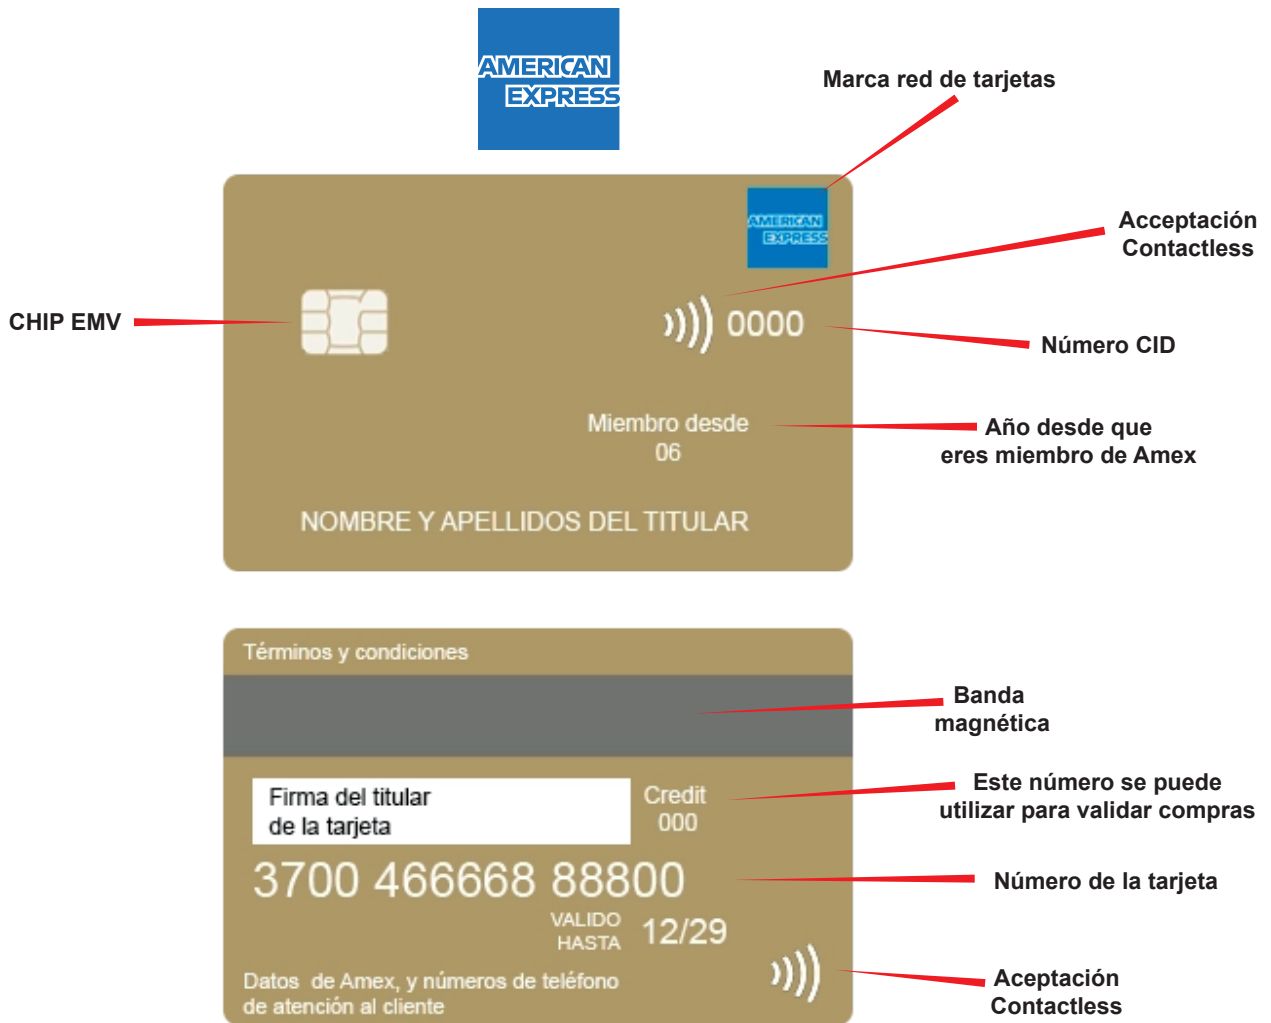 AMERICAN
EXPRESS
Marca red de tarjetas
AMERICAN
EXPRESS
Acceptación
Contactless
CHIP EMV
0000
Número CID
Miembro desde
06
Año desde que
eres miembro de Amex
NOMBRE Y APELLIDOS DEL TITULAR
Términos y condiciones
Banda
magnética
Firma del titular
de la tarjeta
Credit
000
Este número se puede
utilizar para validar compras
3700 466668 88800
Número de la tarjeta
VALIDO
HASTA
12/29
Datos de Amex, y números de teléfono
de atención al cliente
Aceptación
Contactless